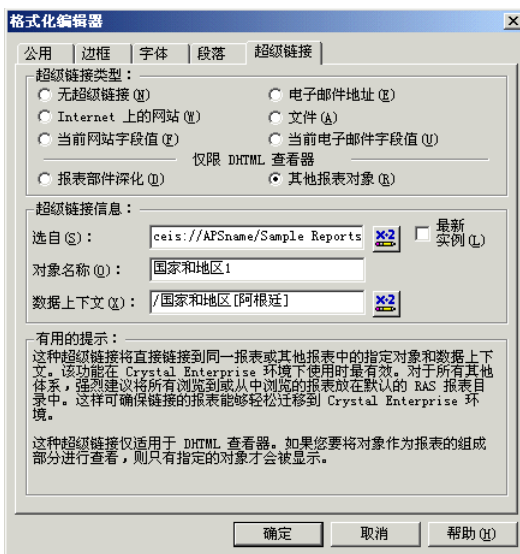 格式化编辑器
公用 边框 字体 段落 超级链接
超级链接类型：
无超级链接(N) 电子邮件地址(E)
Internet 上的网站(W) 文件(A)
当前网站字段值(F) 当前电子邮件字段值(U)
仅限 DHTML 查看器
报表部件深化(D) 其他报表对象(R)
超级链接信息：
选自(S)： ceis://APSname/Sample Reports X+2 最新实例(L)
对象名称(O)： 国家和地区1
数据上下文(X)： /国家和地区[阿根廷] X+2
有用的提示：
这种超级链接将直接链接到同一报表或其他报表中的指定对象和数据上下
文。该功能在 Crystal Enterprise 环境下使用时最有效。对于所有其他
体系，强烈建议将所有浏览到或从中浏览的报表放在默认的 RAS 报表目
录中。这样可确保链接的报表能够轻松迁移到 Crystal Enterprise 环
境。
这种超级链接仅适用于 DHTML 查看器。如果您要将对象作为报表的组成
部分进行查看，则只有指定的对象才会被显示。
确定 取消 帮助(H)